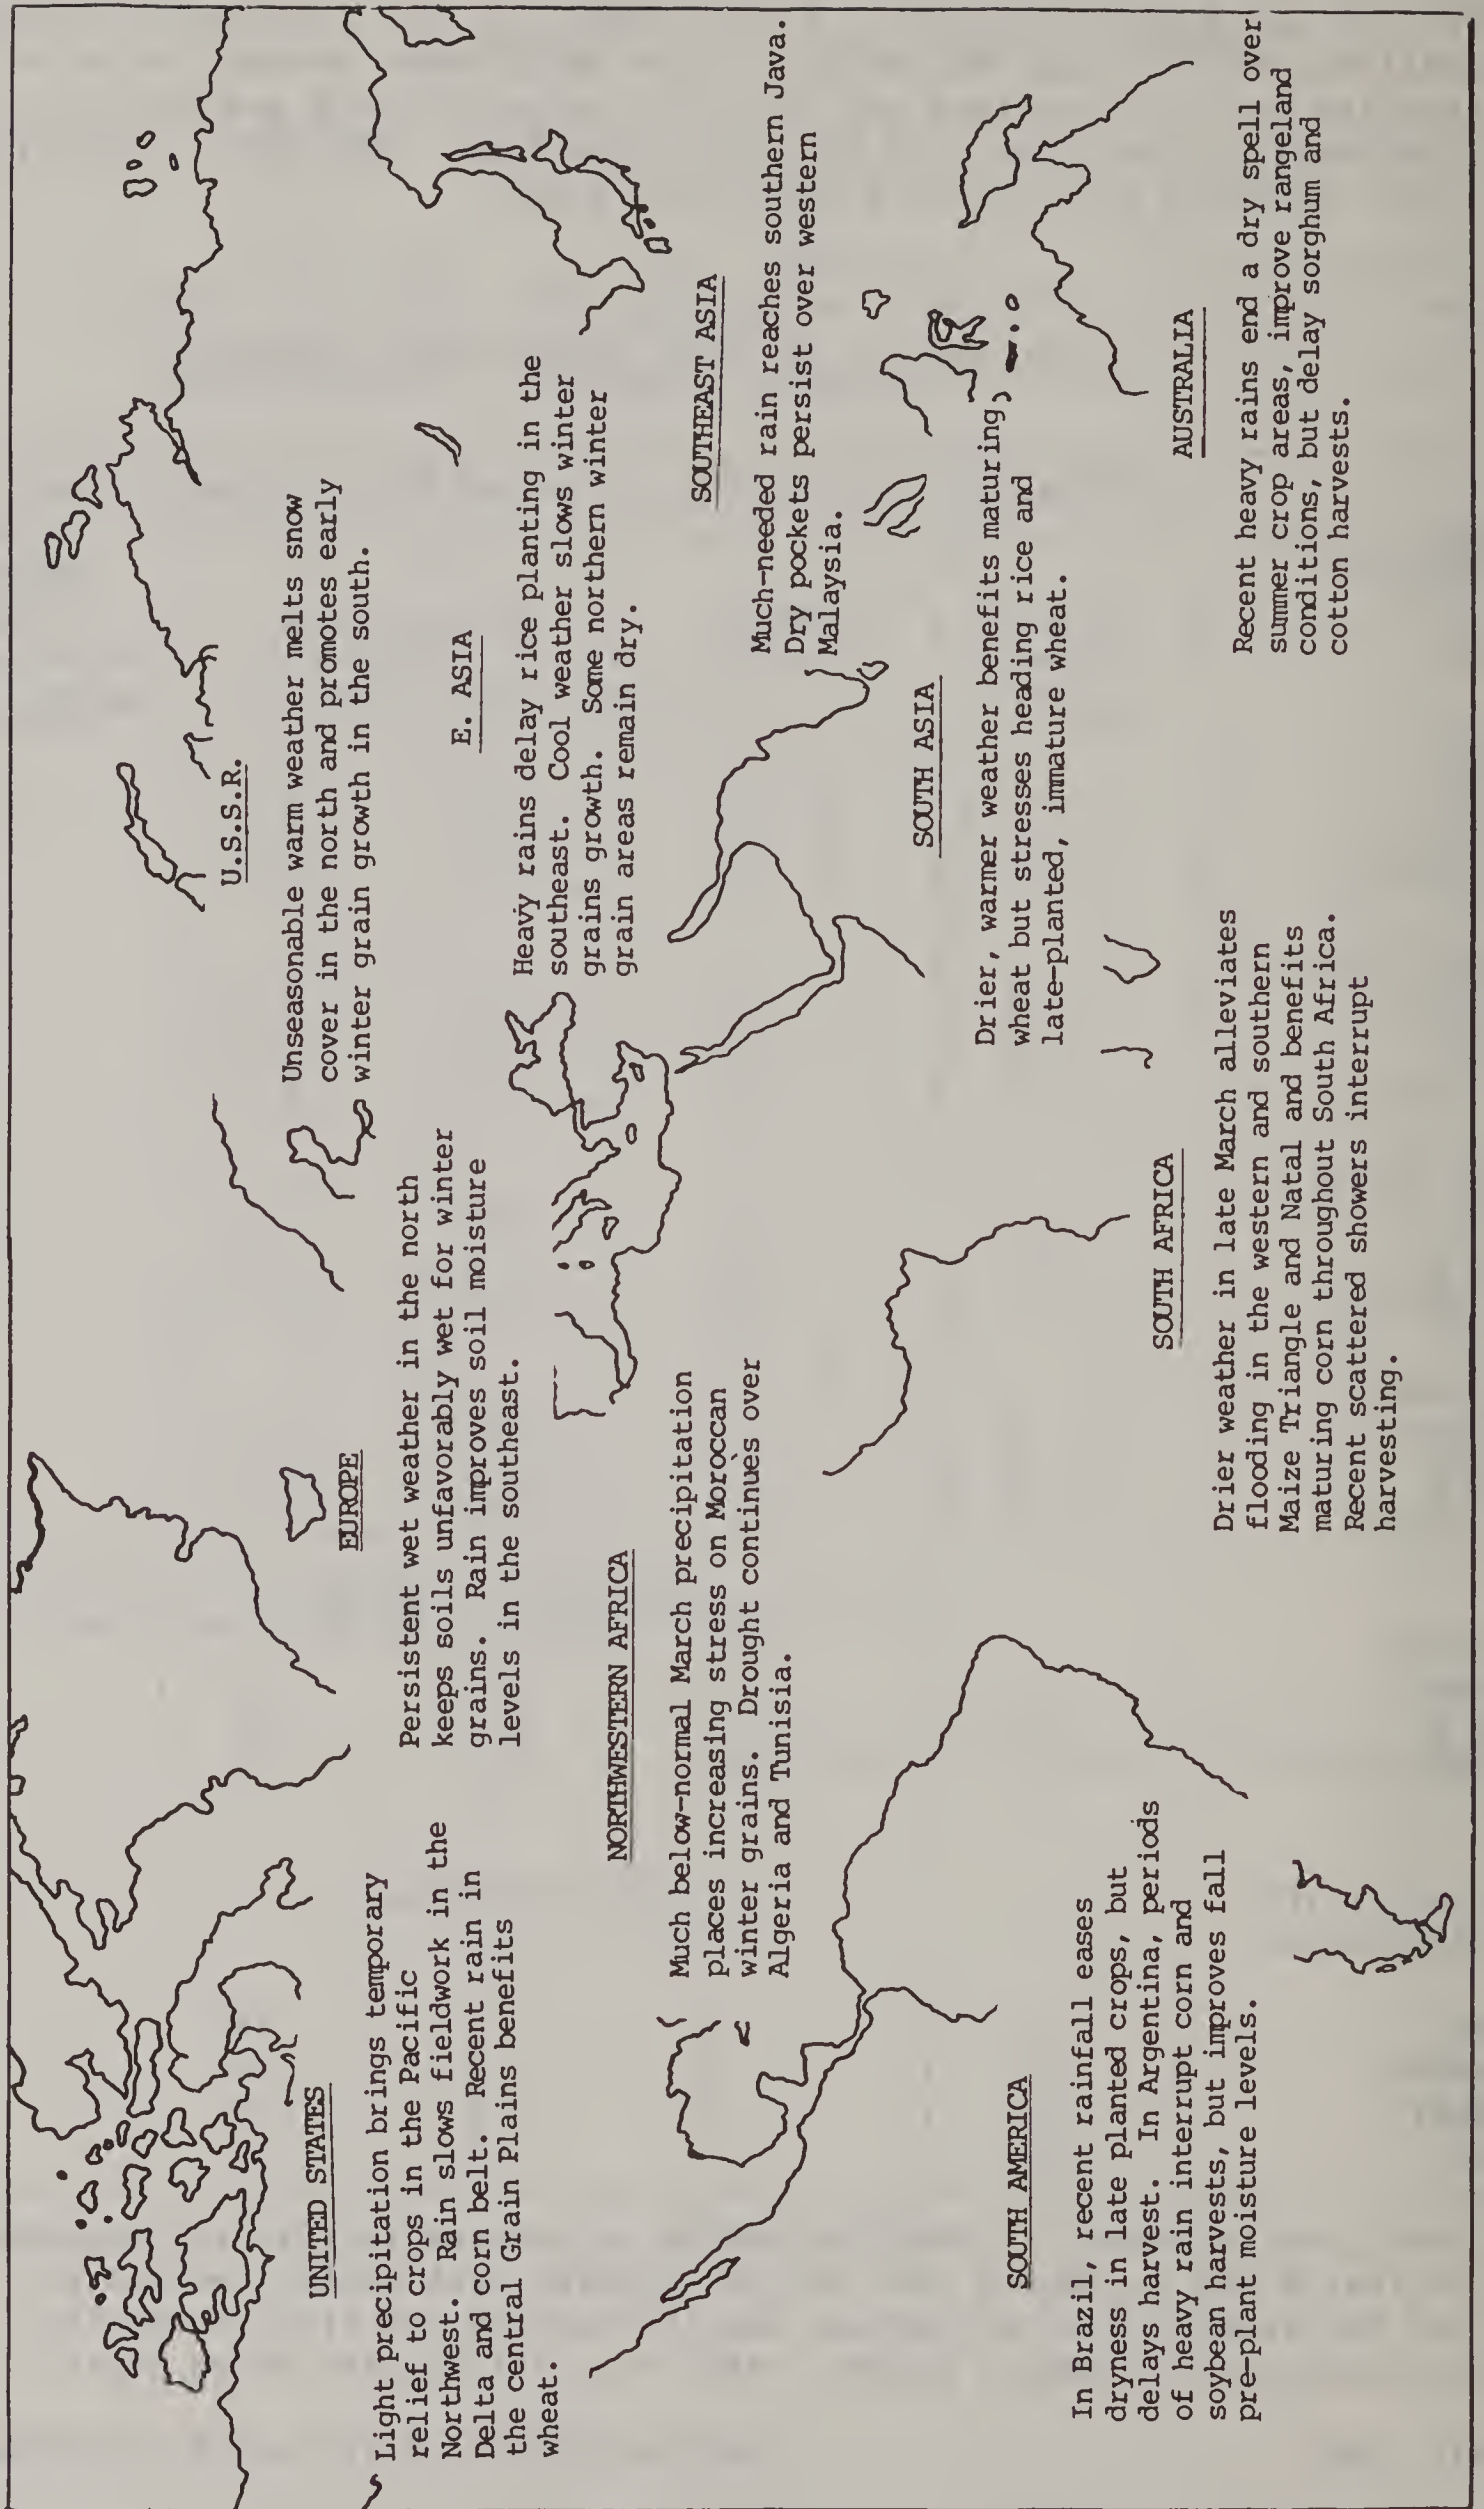 UNITED STATES
Light precipitation brings temporary
relief to crops in the Pacific
Northwest.  Rain slows fieldwork in the
Delta and corn belt.  Recent rain in
the central Grain Plains benefits
wheat.
EUROPE
Persistent wet weather in the north
keeps soils unfavorably wet for winter
grains.  Rain improves soil moisture
levels in the southeast.
U.S.S.R.
Unseasonable warm weather melts snow
cover in the north and promotes early
winter grain growth in the south.
E. ASIA
Heavy rains delay rice planting in the
southeast.  Cool weather slows winter
grains growth.  Some northern winter
grain areas remain dry.
NORTHWESTERN AFRICA
Much below-normal March precipitation
places increasing stress on Moroccan
winter grains.  Drought continues over
Algeria and Tunisia.
SOUTHEAST ASIA
Much-needed rain reaches southern Java.
Dry pockets persist over western
Malaysia.
SOUTH ASIA
Drier, warmer weather benefits maturing
wheat but stresses heading rice and
late-planted, immature wheat.
SOUTH AMERICA
In Brazil, recent rainfall eases
dryness in late planted crops, but
delays harvest.  In Argentina, periods
of heavy rain interrupt corn and
soybean harvests, but improves fall
pre-plant moisture levels.
SOUTH AFRICA
Drier weather in late March alleviates
flooding in the western and southern
Maize Triangle and Natal and benefits
maturing corn throughout South Africa.
Recent scattered showers interrupt
harvesting.
AUSTRALIA
Recent heavy rains end a dry spell over
summer crop areas, improve rangeland
conditions, but delay sorghum and
cotton harvests.